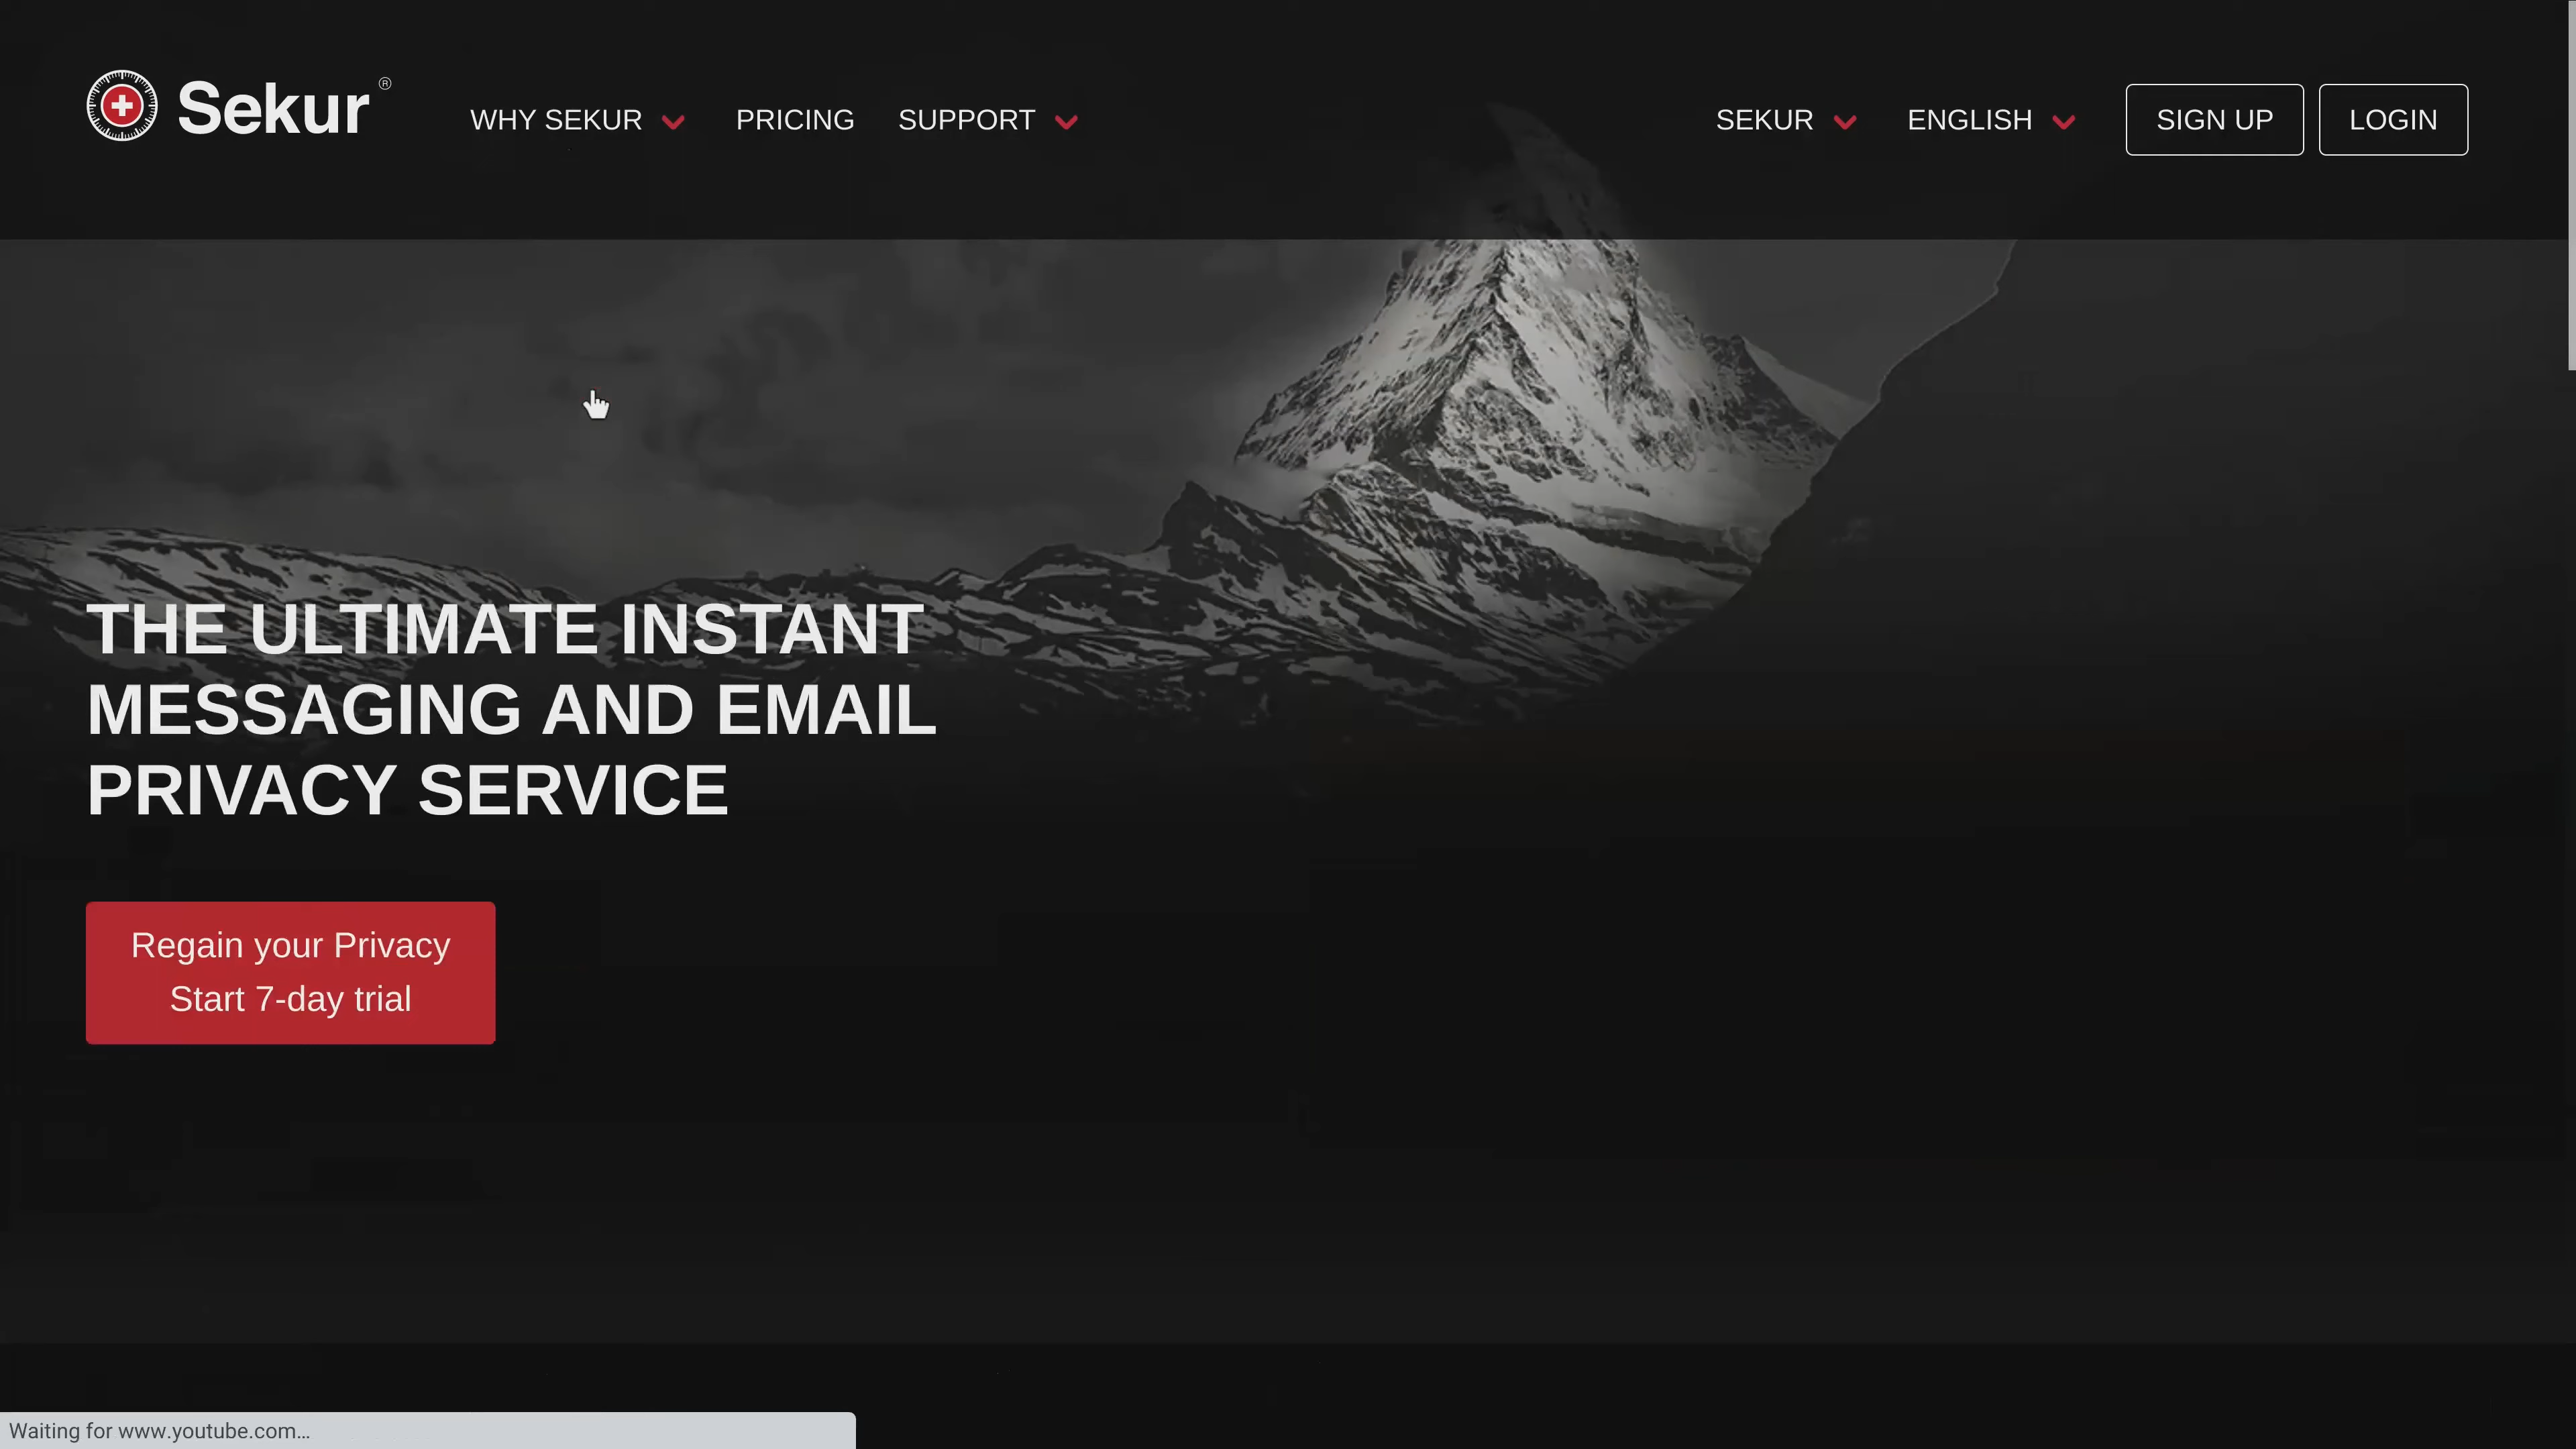 Sekur ®
WHY SEKUR
PRICING
SUPPORT
SEKUR
ENGLISH
SIGN UP
LOGIN
THE ULTIMATE INSTANT
MESSAGING AND EMAIL
PRIVACY SERVICE
Regain your Privacy
Start 7-day trial
Waiting for www.youtube.com...